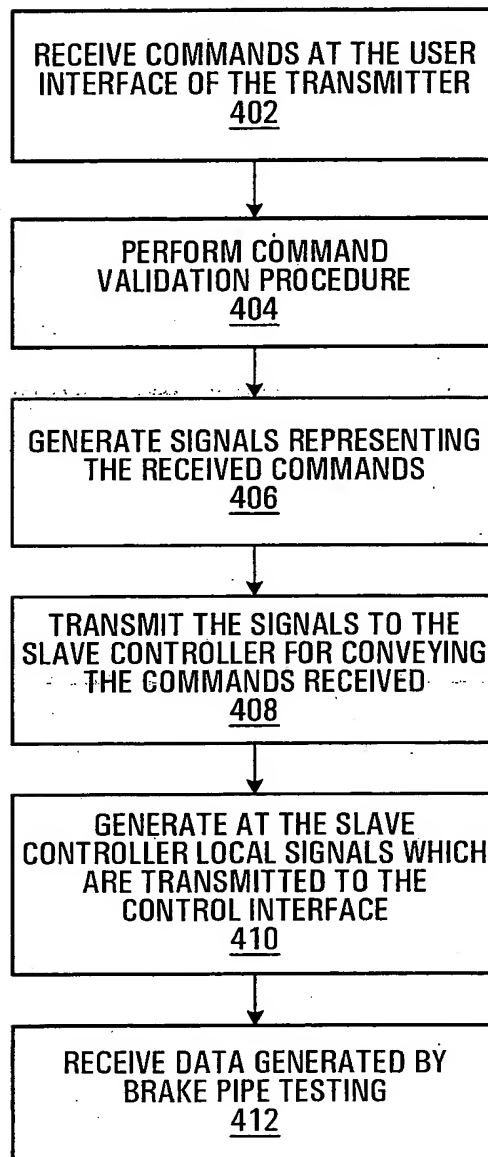 RECEIVE COMMANDS AT THE USER
INTERFACE OF THE TRANSMITTER
402
PERFORM COMMAND
VALIDATION PROCEDURE
404
GENERATE SIGNALS REPRESENTING
THE RECEIVED COMMANDS
406
TRANSMIT THE SIGNALS TO THE
SLAVE CONTROLLER FOR CONVEYING
THE COMMANDS RECEIVED
408
GENERATE AT THE SLAVE
CONTROLLER LOCAL SIGNALS WHICH
ARE TRANSMITTED TO THE
CONTROL INTERFACE
410
RECEIVE DATA GENERATED BY
BRAKE PIPE TESTING
412